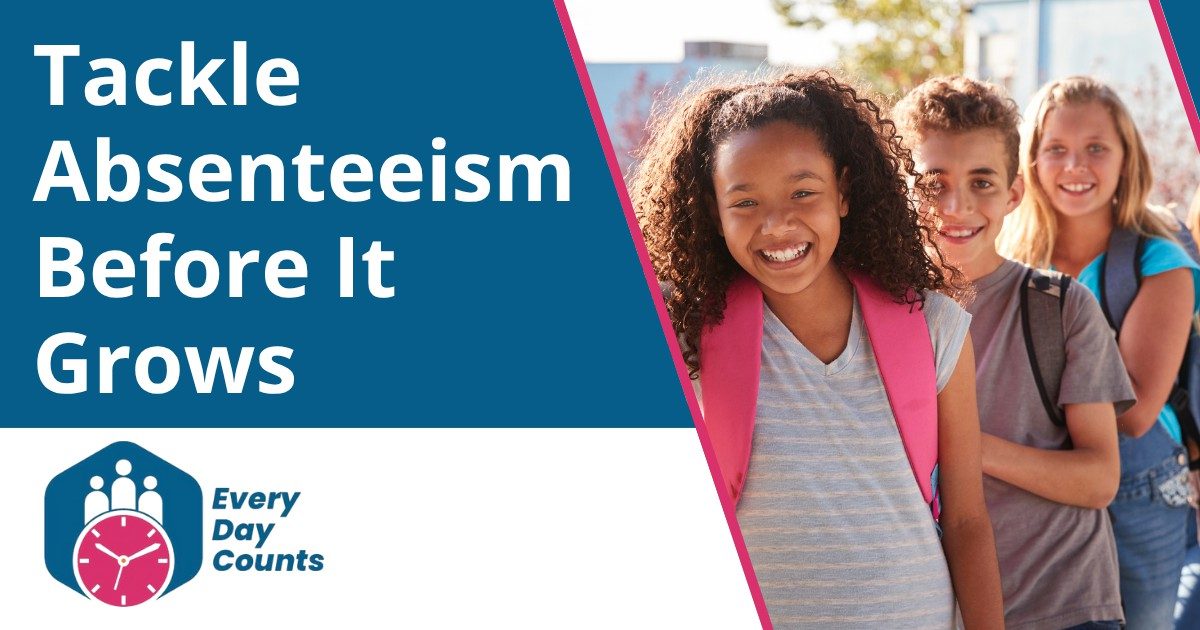 Tackle
Absenteeism
Before It
Grows
Every
Day
Counts